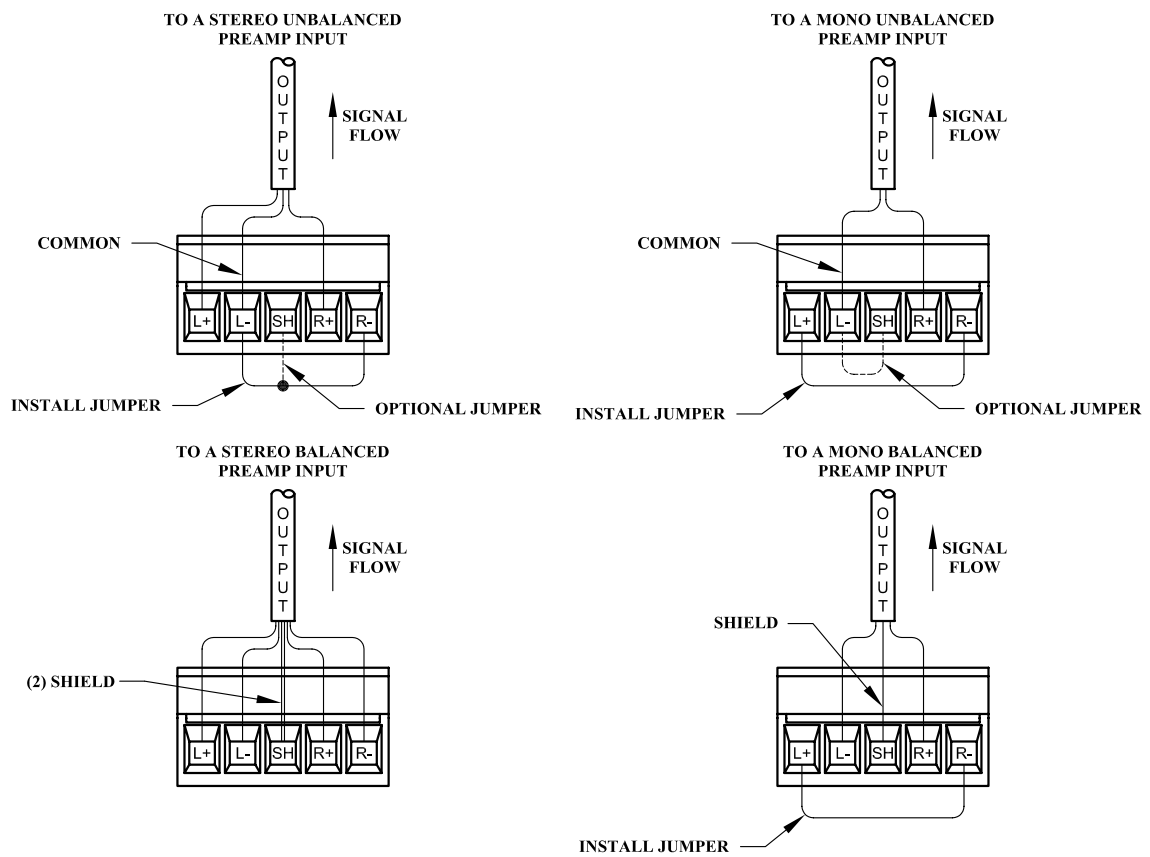 TO A STEREO UNBALANCED
PREAMP INPUT
OUTPUT
SIGNAL
FLOW
COMMON
L+ L- SH R+ R-
INSTALL JUMPER
OPTIONAL JUMPER
TO A MONO UNBALANCED
PREAMP INPUT
OUTPUT
SIGNAL
FLOW
COMMON
L+ L- SH R+ R-
INSTALL JUMPER
OPTIONAL JUMPER
TO A STEREO BALANCED
PREAMP INPUT
OUTPUT
SIGNAL
FLOW
(2) SHIELD
L+ L- SH R+ R-
TO A MONO BALANCED
PREAMP INPUT
OUTPUT
SIGNAL
FLOW
SHIELD
L+ L- SH R+ R-
INSTALL JUMPER